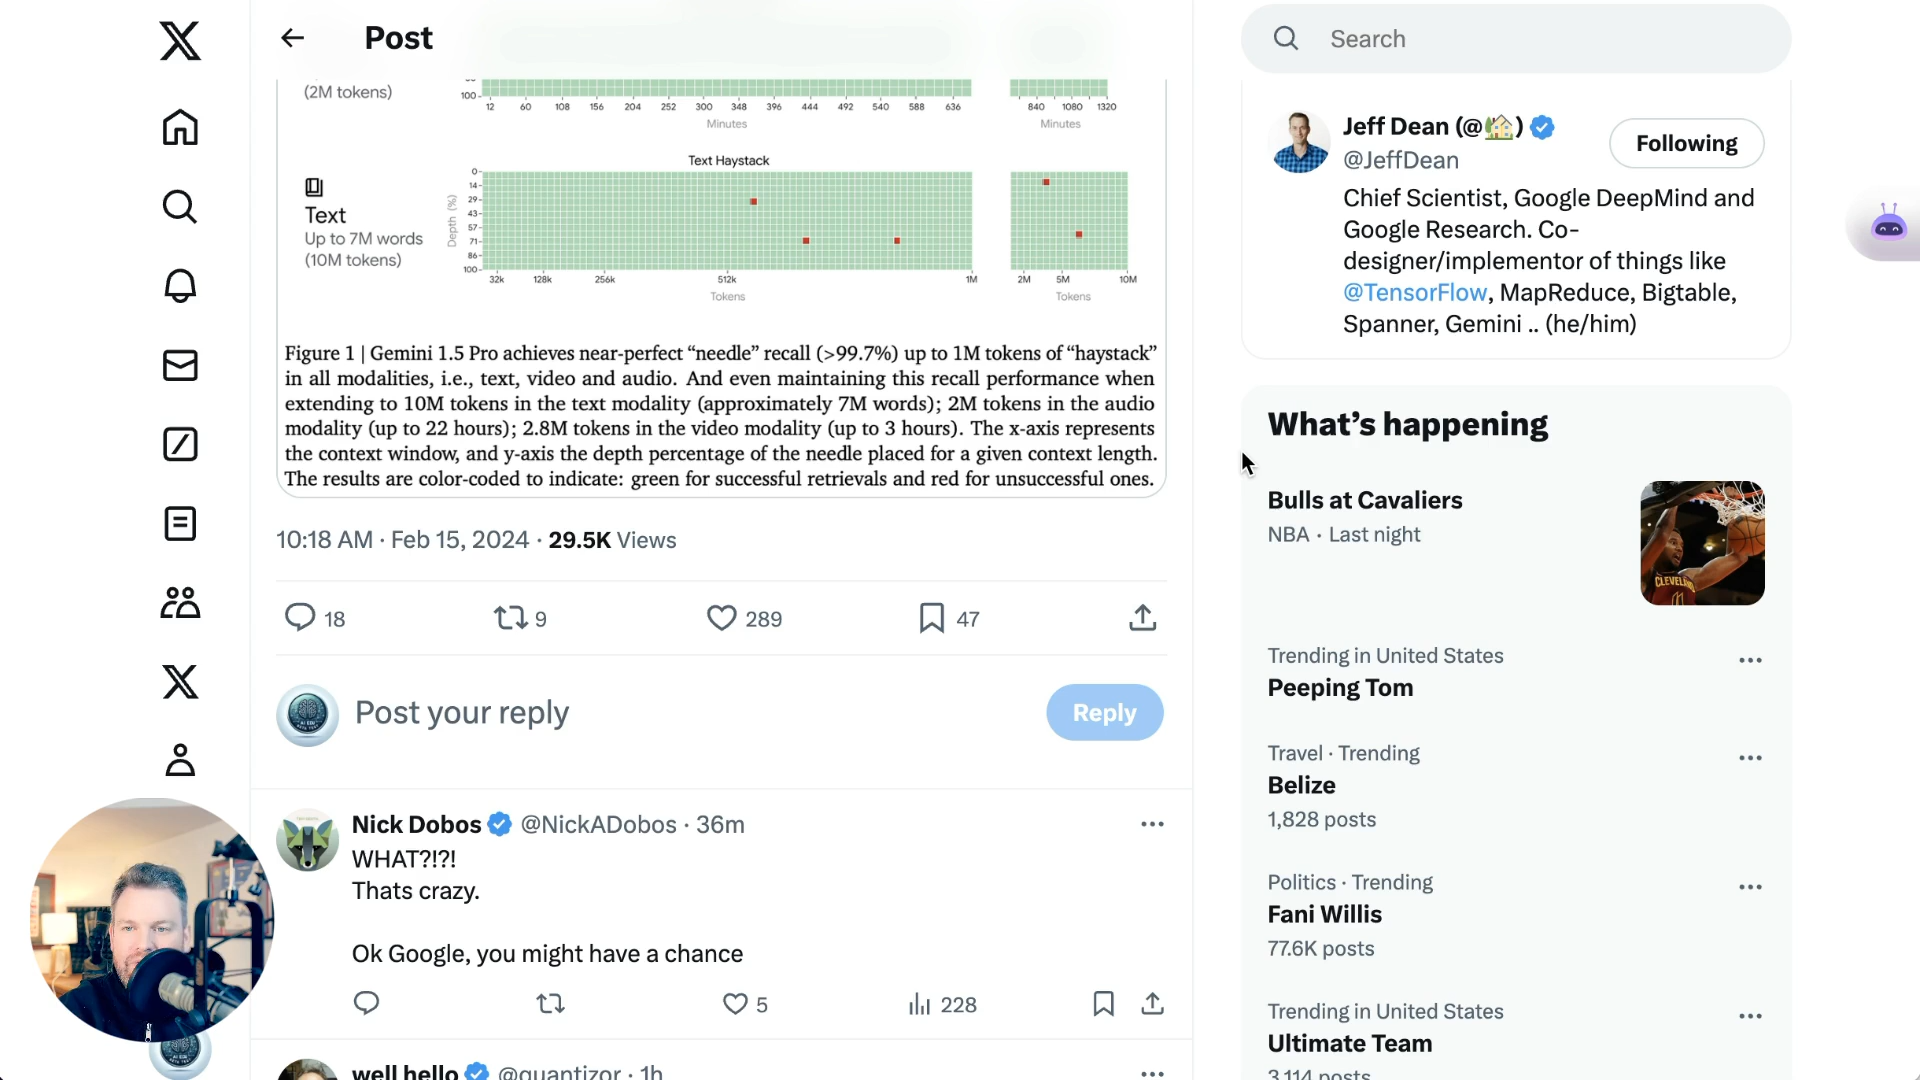 Post
Search
(2M tokens)
100
12 60 108 156 204 252 300 348 396 444 492 540 588 636
840 1080 1320
Minutes
Minutes
Text Haystack
Text
Up to 7M words
(10M tokens)
Depth (%)
0
14
29
43
57
71
86
100
32k 128k 256k 512k 1M
2M 5M 10M
Tokens
Tokens
Figure 1 | Gemini 1.5 Pro achieves near-perfect “needle” recall (>99.7%) up to 1M tokens of “haystack”
in all modalities, i.e., text, video and audio. And even maintaining this recall performance when
extending to 10M tokens in the text modality (approximately 7M words); 2M tokens in the audio
modality (up to 22 hours); 2.8M tokens in the video modality (up to 3 hours). The x-axis represents
the context window, and y-axis the depth percentage of the needle placed for a given context length.
The results are color-coded to indicate: green for successful retrievals and red for unsuccessful ones.
10:18 AM · Feb 15, 2024 · 29.5K Views
18 9 289 47
Post your reply
Reply
Nick Dobos @NickADobos · 36m
WHAT?!?!
Thats crazy.
Ok Google, you might have a chance
5 228
well hello @quantizor · 1h
Jeff Dean (@🏡)
@JeffDean
Following
Chief Scientist, Google DeepMind and
Google Research. Co-
designer/implementor of things like
@TensorFlow, MapReduce, Bigtable,
Spanner, Gemini .. (he/him)
What’s happening
Bulls at Cavaliers
NBA · Last night
Trending in United States
Peeping Tom
Travel · Trending
Belize
1,828 posts
Politics · Trending
Fani Willis
77.6K posts
Trending in United States
Ultimate Team
3,114 posts